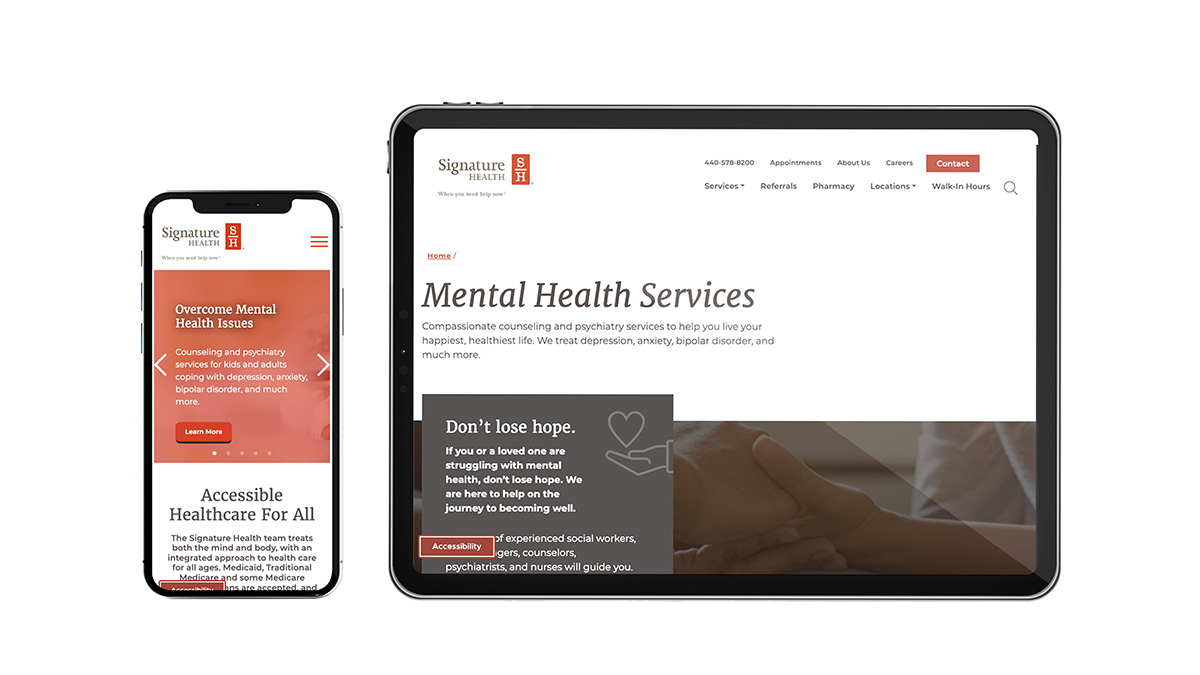 Signature
HEALTH
S
H
When you need help now
Overcome Mental
Health Issues
Counseling and psychiatry
services for kids and adults
coping with depression, anxiety,
bipolar disorder, and much
more.
Learn More
Accessible
Healthcare For All
The Signature Health team treats
both the mind and body, with an
integrated approach to health care
for all ages. Medicaid, Traditional
Medicare and some Medicare
Accessibility
are accepted, and
Signature
HEALTH
S
H
When you need help now
440-578-8200 Appointments About Us Careers Contact
Services Referrals Pharmacy Locations Walk-In Hours
Home /
Mental Health Services
Compassionate counseling and psychiatry services to help you live your
happiest, healthiest life. We treat depression, anxiety, bipolar disorder, and
much more.
Don't lose hope.
If you or a loved one are
struggling with mental
health, don't lose hope. We
are here to help on the
journey to becoming well.
of experienced social workers,
Accessibility
counselors,
psychiatrists, and nurses will guide you.